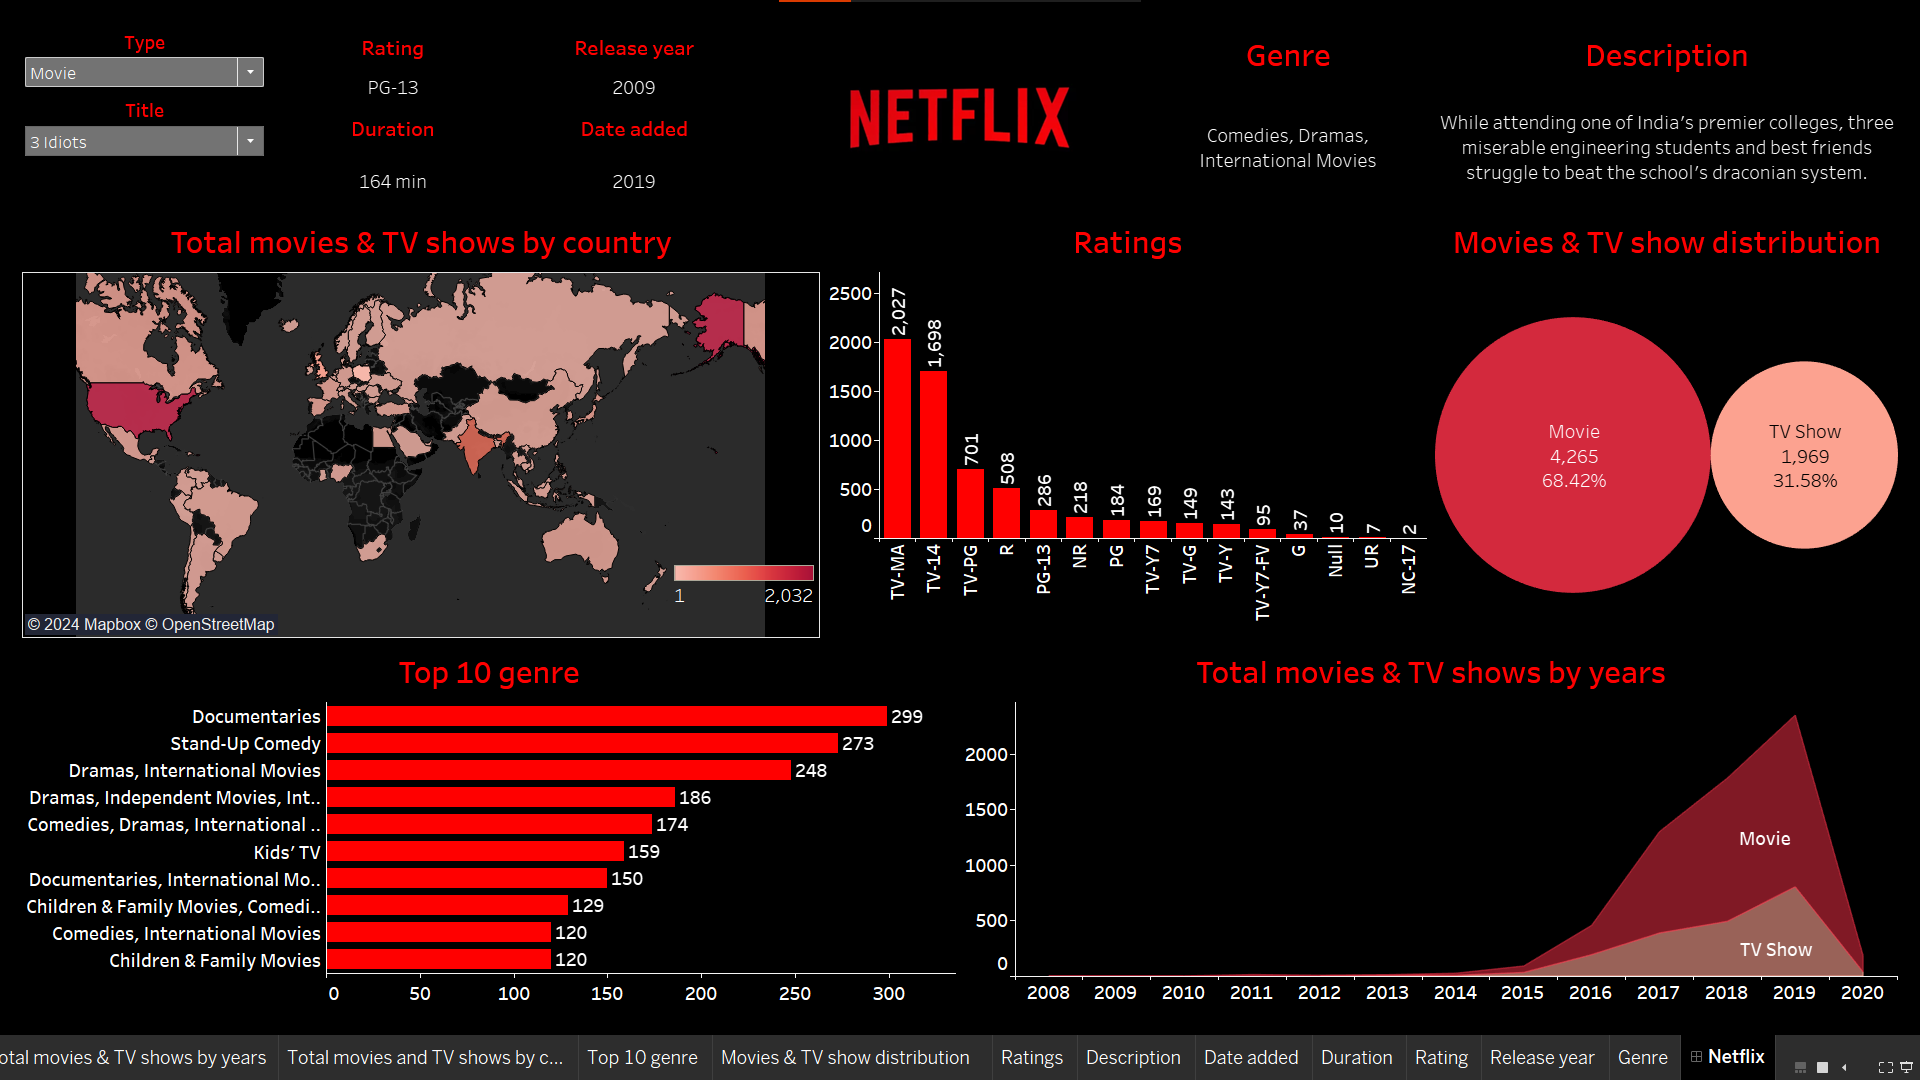 Type
Movie
Title
3 Idiots
Rating
PG-13
Release year
2009
Duration
164 min
Date added
2019
NETFLIX
Genre
Comedies, Dramas,
International Movies
Description
While attending one of India's premier colleges, three
miserable engineering students and best friends
struggle to beat the school's draconian system.
Total movies & TV shows by country
1
2,032
© 2024 Mapbox © OpenStreetMap
Ratings
2500
2000
1500
1000
500
0
2,027
1,698
701
508
286
218
184
169
149
143
95
37
10
7
2
TV-MA
TV-14
TV-PG
R
PG-13
NR
PG
TV-Y7
TV-G
TV-Y
TV-Y7-FV
G
Null
UR
NC-17
Movies & TV show distribution
Movie
4,265
68.42%
TV Show
1,969
31.58%
Top 10 genre
Documentaries 299
Stand-Up Comedy 273
Dramas, International Movies 248
Dramas, Independent Movies, Int.. 186
Comedies, Dramas, International .. 174
Kids' TV 159
Documentaries, International Mo.. 150
Children & Family Movies, Comedi.. 129
Comedies, International Movies 120
Children & Family Movies 120
0 50 100 150 200 250 300
Total movies & TV shows by years
2000
1500
1000
500
0
Movie
TV Show
2008 2009 2010 2011 2012 2013 2014 2015 2016 2017 2018 2019 2020
otal movies & TV shows by years Total movies and TV shows by c... Top 10 genre Movies & TV show distribution Ratings Description Date added Duration Rating Release year Genre Netflix